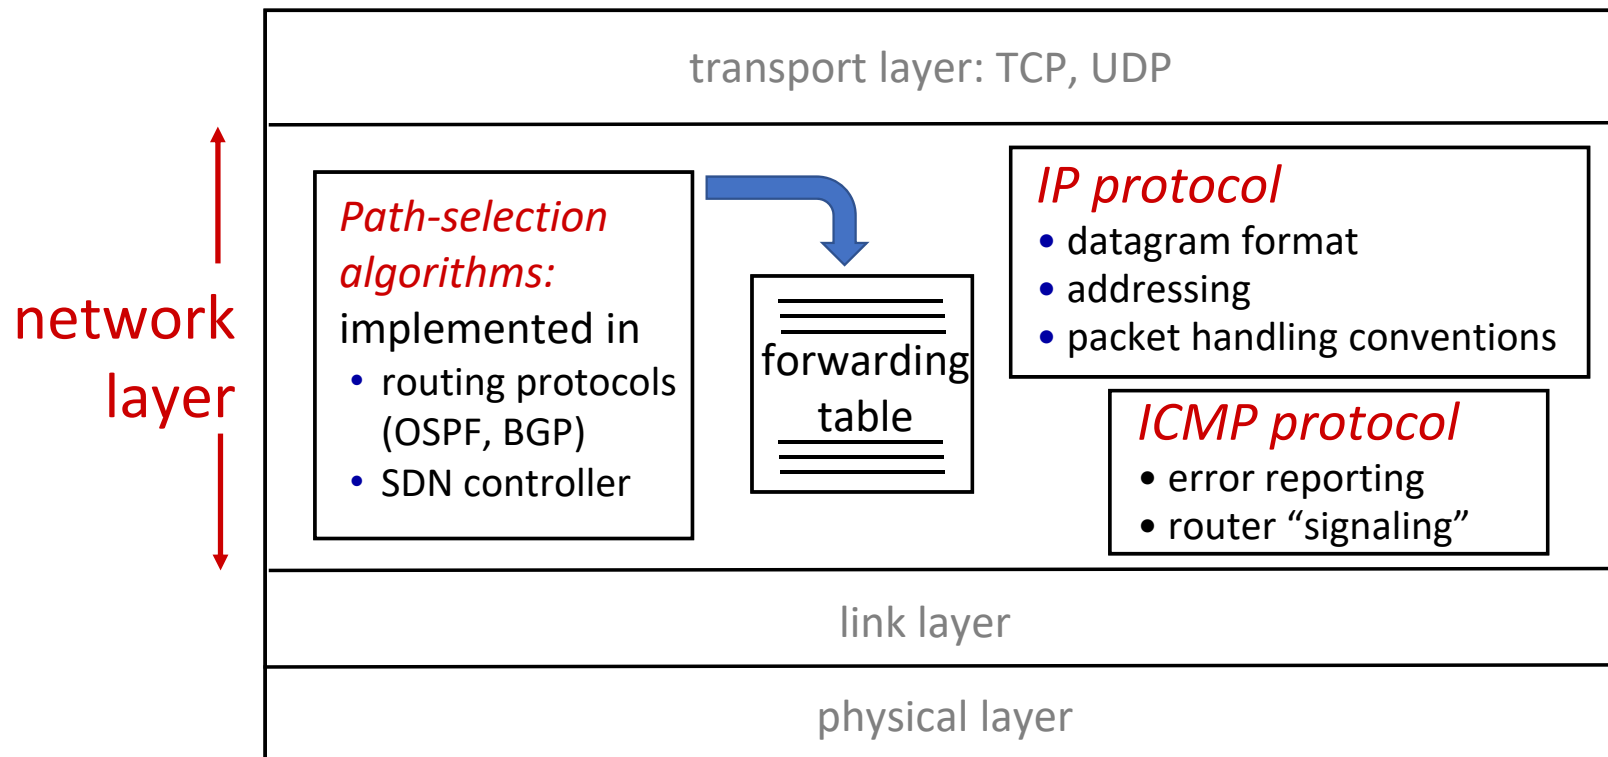 transport layer: TCP, UDP
network
layer
Path-selection
algorithms:
implemented in
• routing protocols
(OSPF, BGP)
• SDN controller
forwarding
table
IP protocol
• datagram format
• addressing
• packet handling conventions
ICMP protocol
• error reporting
• router “signaling”
link layer
physical layer